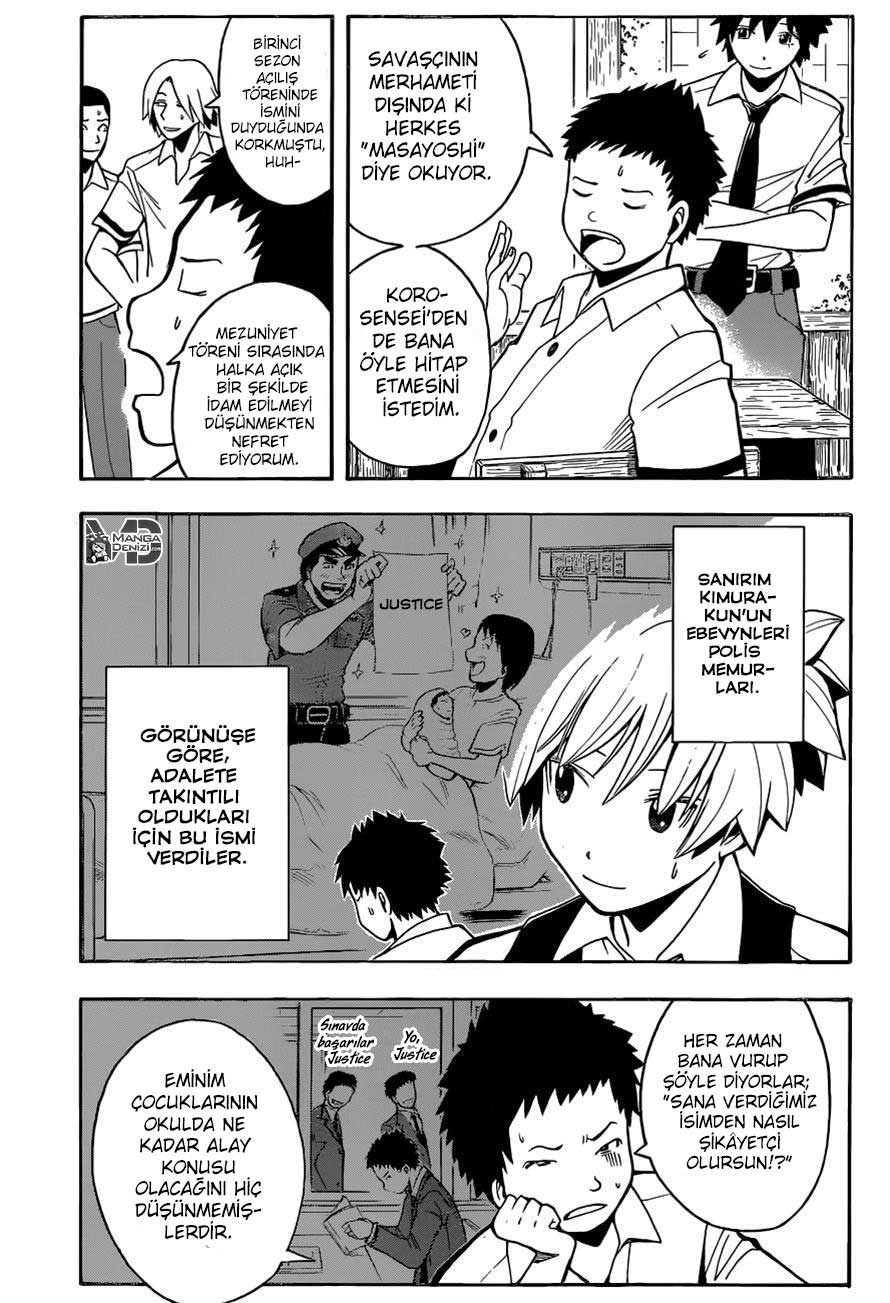 SAVAŞÇININ
MERHAMETİ
DIŞINDA Kİ
HERKES
"MASAYOSHI"
DİYE OKUYOR.
KORO-
SENSEİ'DEN
DE BANA
ÖYLE HİTAP
ETMESİNİ
İSTEDİM.
BİRİNCİ
SEZON
AÇILIŞ
TÖRENİNDE
İSMİNİ
DUYDUĞUNDA
KORKMUŞTU,
HUH-
MEZUNİYET
TÖRENİ SIRASINDA
HALKA AÇIK
BİR ŞEKİLDE
İDAM EDİLMEYİ
DÜŞÜNMEKTEN
NEFRET
EDİYORUM.
SANIRIM
KIMURA-
KUN'UN
EBEVYNLERİ
POLİS
MEMUR-
LARI.
JUSTICE
MANGA
DENİZİ.com
GÖRÜNÜŞE
GÖRE,
ADALETE
TAKINTILI
OLDUKLARI
İÇİN BU İSMİ
VERDİLER.
HER ZAMAN
BANA VURUP
ŞÖYLE DİYORLAR;
"SANA VERDİĞİMİZ
İSİMDEN NASIL
ŞİKÂYETÇİ
OLURSUN!?"
Yo,
Justice
Sınavda
başarılar
Justice
EMİNİM
ÇOCUKLARININ
OKULDA NE
KADAR ALAY
KONUSU
OLACAĞINI HİÇ
DÜŞÜNMEMİŞ-
LERDİR.